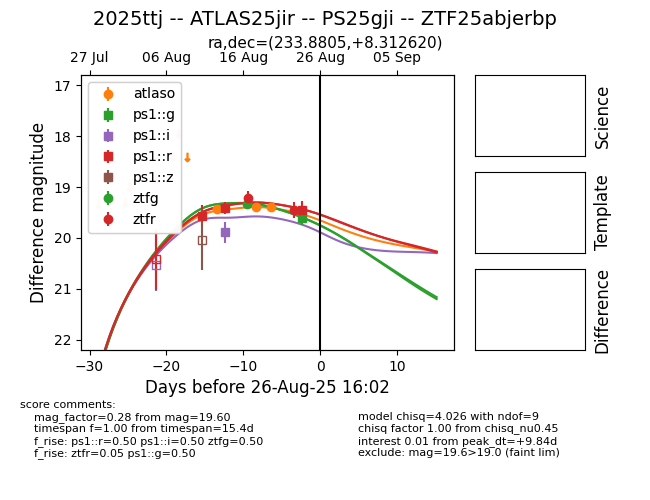 2025ttj -- ATLAS25jir -- PS25gji -- ZTF25abjerbp
ra,dec=(233.8805,+8.312620)
27 Jul 06 Aug 16 Aug 26 Aug 05 Sep
17
18
19
20
21
22
Difference magnitude
atlaso
ps1::g
ps1::i
ps1::r
ps1::z
ztfg
ztfr
−30 −20 −10 0 10
Days before 26-Aug-25 16:02
Science
Template
Difference
score comments:
mag_factor=0.28 from mag=19.60
timespan f=1.00 from timespan=15.4d
f_rise: ps1::r=0.50 ps1::i=0.50 ztfg=0.50
f_rise: ztfr=0.05 ps1::g=0.50
model chisq=4.026 with ndof=9
chisq factor 1.00 from chisq_nu0.45
interest 0.01 from peak_dt=+9.84d
exclude: mag=19.6>19.0 (faint lim)